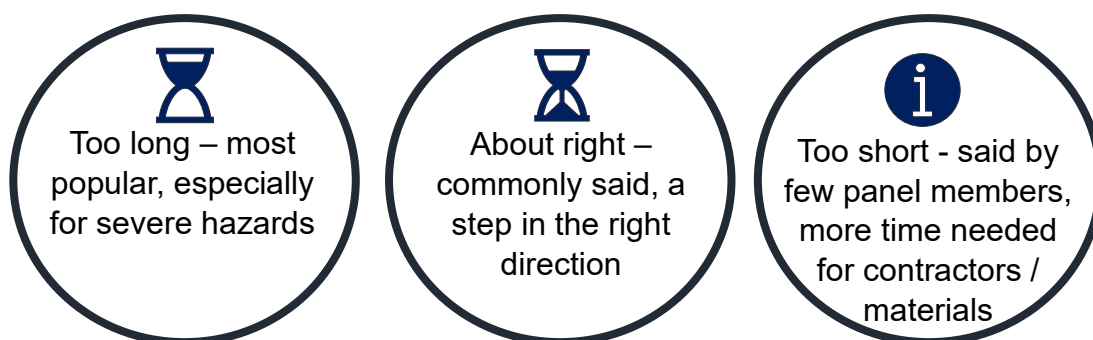 Too long – most
popular, especially
for severe hazards
About right –
commonly said, a
step in the right
direction
i
Too short - said by
few panel members,
more time needed
for contractors /
materials